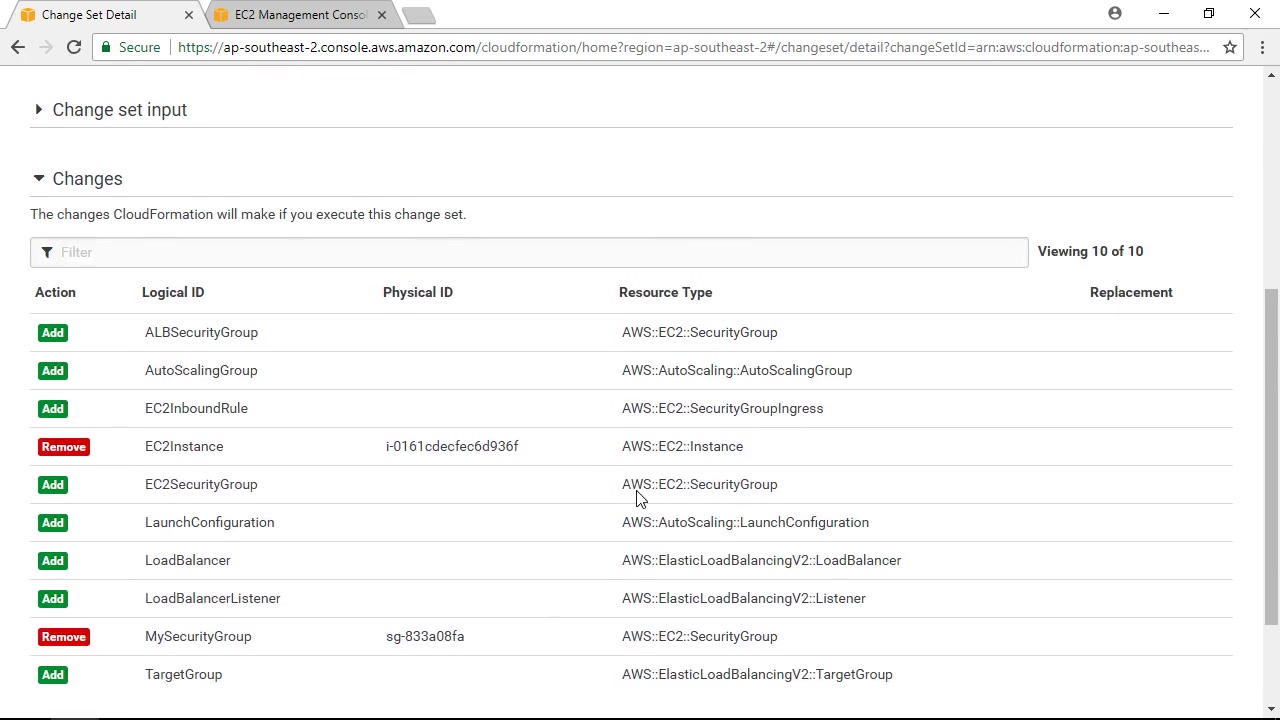 Change Set Detail
EC2 Management Consol
Secure https://ap-southeast-2.console.aws.amazon.com/cloudformation/home?region=ap-southeast-2#/changeset/detail?changeSetId=arn:aws:cloudformation:ap-southeas...
Change set input
Changes
The changes CloudFormation will make if you execute this change set.
Filter Viewing 10 of 10
Action Logical ID Physical ID Resource Type Replacement
Add ALBSecurityGroup AWS::EC2::SecurityGroup
Add AutoScalingGroup AWS::AutoScaling::AutoScalingGroup
Add EC2InboundRule AWS::EC2::SecurityGroupIngress
Remove EC2Instance i-0161cdecfec6d936f AWS::EC2::Instance
Add EC2SecurityGroup AWS::EC2::SecurityGroup
Add LaunchConfiguration AWS::AutoScaling::LaunchConfiguration
Add LoadBalancer AWS::ElasticLoadBalancingV2::LoadBalancer
Add LoadBalancerListener AWS::ElasticLoadBalancingV2::Listener
Remove MySecurityGroup sg-833a08fa AWS::EC2::SecurityGroup
Add TargetGroup AWS::ElasticLoadBalancingV2::TargetGroup